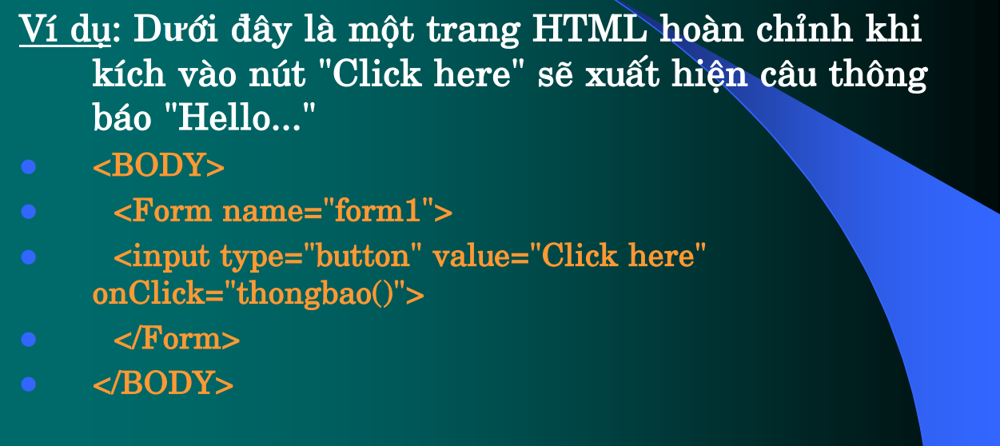 Ví dụ: Dưới đây là một trang HTML hoàn chỉnh khi
kích vào nút "Click here" sẽ xuất hiện câu thông
báo "Hello..."
<BODY>
<Form name="form1">
<input type="button" value="Click here"
onClick="thongbao()">
</Form>
</BODY>